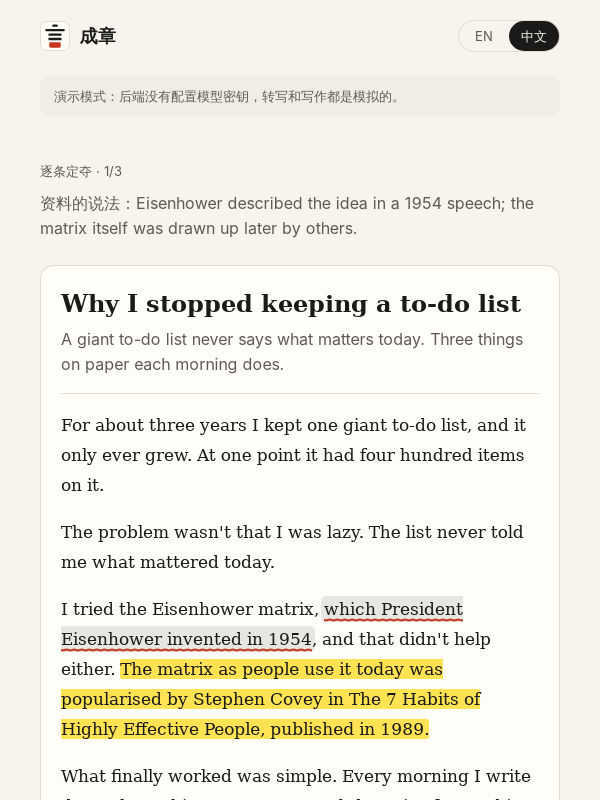 成章
EN
中文
演示模式：后端没有配置模型密钥，转写和写作都是模拟的。
逐条定夺 · 1/3
资料的说法：Eisenhower described the idea in a 1954 speech; the
matrix itself was drawn up later by others.
Why I stopped keeping a to-do list
A giant to-do list never says what matters today. Three things
on paper each morning does.
For about three years I kept one giant to-do list, and it
only ever grew. At one point it had four hundred items
on it.
The problem wasn't that I was lazy. The list never told
me what mattered today.
I tried the Eisenhower matrix, which President
Eisenhower invented in 1954, and that didn't help
either. The matrix as people use it today was
popularised by Stephen Covey in The 7 Habits of
Highly Effective People, published in 1989.
What finally worked was simple. Every morning I write